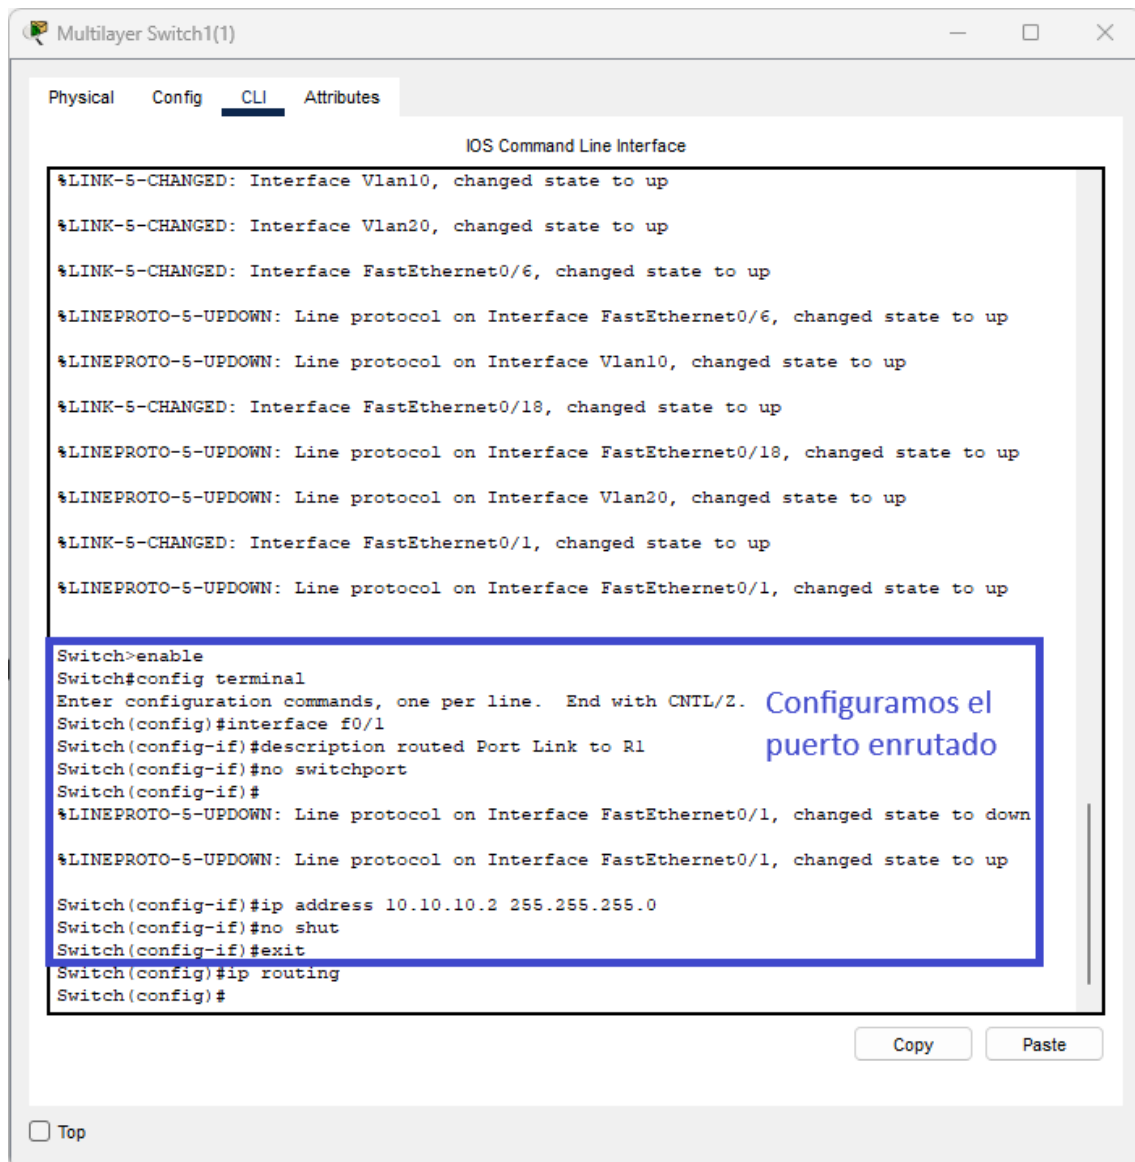 Multilayer Switch1(1)
Physical Config CLI Attributes
IOS Command Line Interface
%LINK-5-CHANGED: Interface Vlan10, changed state to up
%LINK-5-CHANGED: Interface Vlan20, changed state to up
%LINK-5-CHANGED: Interface FastEthernet0/6, changed state to up
%LINEPROTO-5-UPDOWN: Line protocol on Interface FastEthernet0/6, changed state to up
%LINEPROTO-5-UPDOWN: Line protocol on Interface Vlan10, changed state to up
%LINK-5-CHANGED: Interface FastEthernet0/18, changed state to up
%LINEPROTO-5-UPDOWN: Line protocol on Interface FastEthernet0/18, changed state to up
%LINEPROTO-5-UPDOWN: Line protocol on Interface Vlan20, changed state to up
%LINK-5-CHANGED: Interface FastEthernet0/1, changed state to up
%LINEPROTO-5-UPDOWN: Line protocol on Interface FastEthernet0/1, changed state to up
Switch>enable
Switch#config terminal
Enter configuration commands, one per line. End with CNTL/Z.
Switch(config)#interface f0/1
Switch(config-if)#description routed Port Link to R1
Switch(config-if)#no switchport
Switch(config-if)#
%LINEPROTO-5-UPDOWN: Line protocol on Interface FastEthernet0/1, changed state to down
%LINEPROTO-5-UPDOWN: Line protocol on Interface FastEthernet0/1, changed state to up
Switch(config-if)#ip address 10.10.10.2 255.255.255.0
Switch(config-if)#no shut
Switch(config-if)#exit
Switch(config)#ip routing
Switch(config)#
Configuramos el
puerto enrutado
Copy Paste
Top